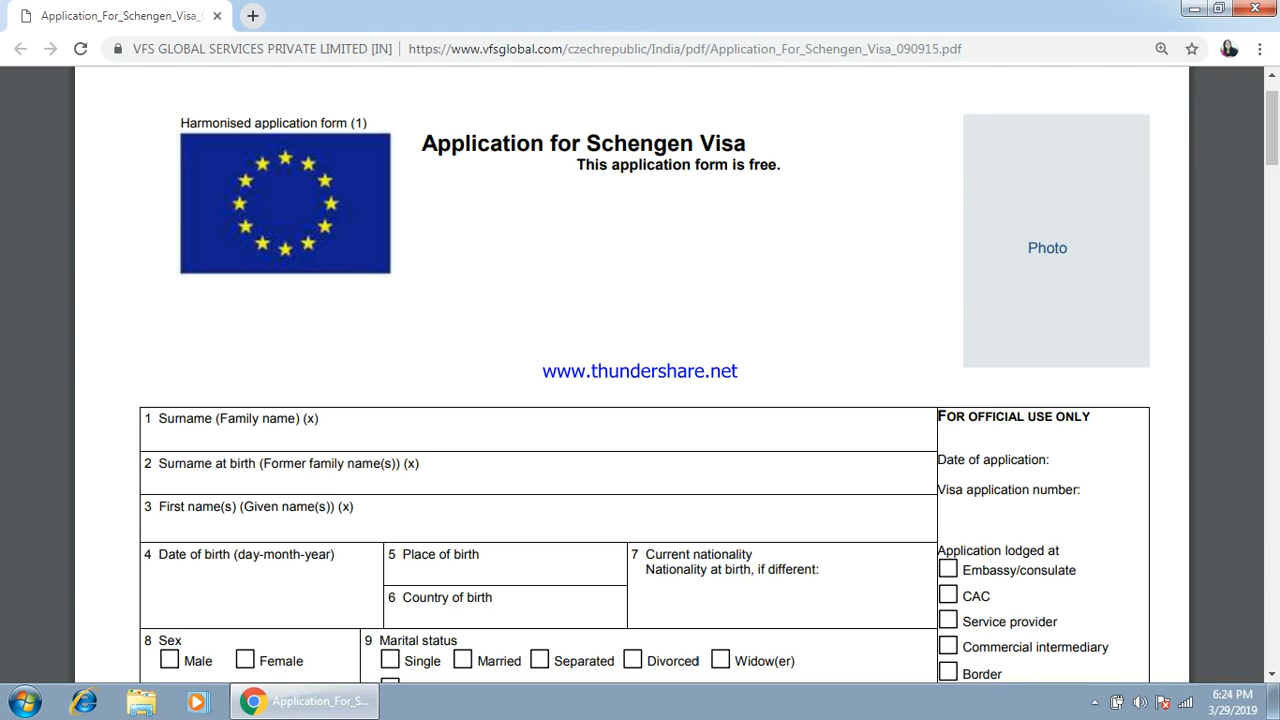 Application_For_Schengen_Visa_
VFS GLOBAL SERVICES PRIVATE LIMITED [IN]
https://www.vfsglobal.com/czechrepublic/India/pdf/Application_For_Schengen_Visa_090915.pdf
Harmonised application form (1)
Application for Schengen Visa
This application form is free.
Photo
www.thundershare.net
1 Surname (Family name) (x)
2 Surname at birth (Former family name(s)) (x)
3 First name(s) (Given name(s)) (x)
4 Date of birth (day-month-year)
5 Place of birth
6 Country of birth
7 Current nationality
Nationality at birth, if different:
8 Sex
Male
Female
9 Marital status
Single
Married
Separated
Divorced
Widow(er)
FOR OFFICIAL USE ONLY
Date of application:
Visa application number:
Application lodged at
Embassy/consulate
CAC
Service provider
Commercial intermediary
Border
Application_For_S...
6:24 PM
3/29/2019